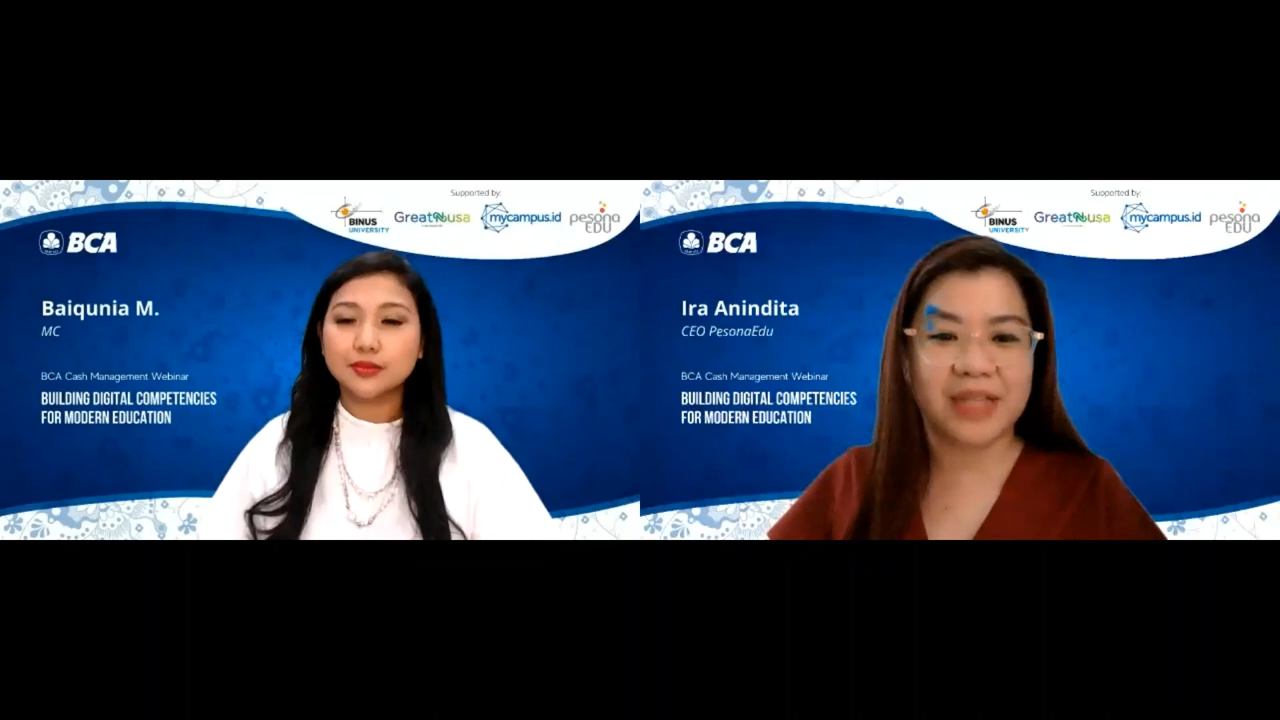 Supported by:
BINUS
UNIVERSITY
GreatNusa
mycampus.id
pesona
EDU
BCA
Baiqunia M.
MC
BCA Cash Management Webinar
BUILDING DIGITAL COMPETENCIES
FOR MODERN EDUCATION
Supported by:
BINUS
UNIVERSITY
GreatNusa
mycampus.id
pesona
EDU
BCA
Ira Anindita
CEO PesonaEdu
BCA Cash Management Webinar
BUILDING DIGITAL COMPETENCIES
FOR MODERN EDUCATION